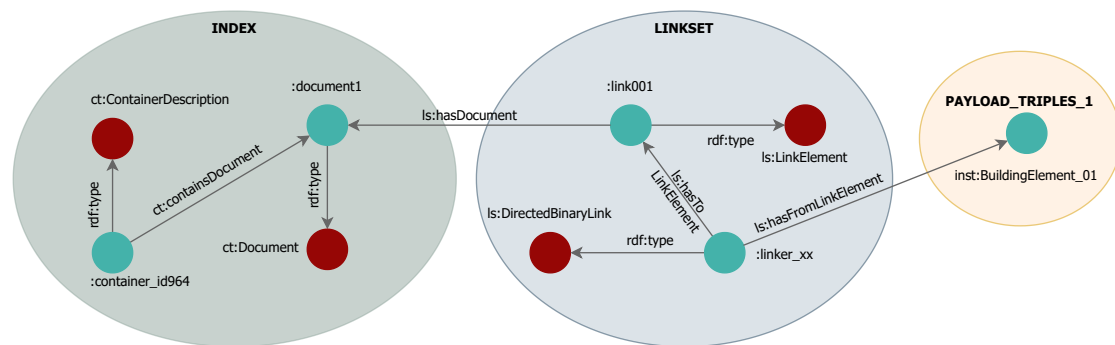 INDEX
LINKSET
PAYLOAD_TRIPLES_1
ct:ContainerDescription
:document1
:link001
ls:hasDocument
rdf:type
ls:LinkElement
inst:BuildingElement_01
rdf:type
ct:containsDocument
rdf:type
ct:Document
:container_id964
ls:hasTo
LinkElement
ls:hasFromLinkElement
ls:DirectedBinaryLink
rdf:type
:linker_xx